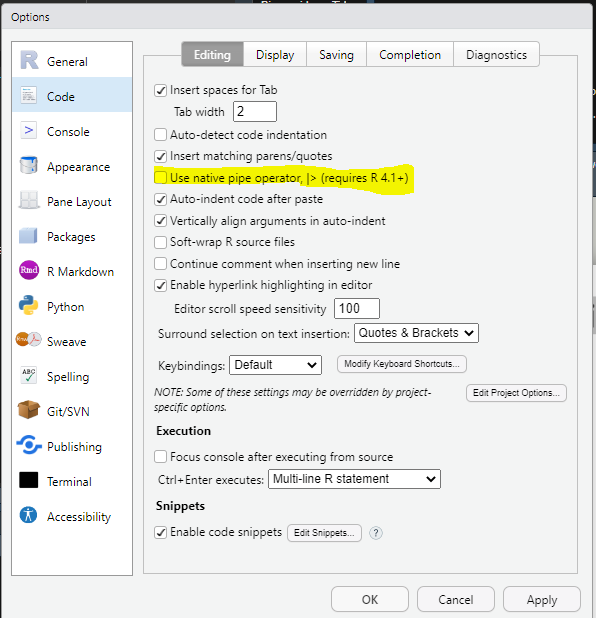 Options
General
Code
Console
Appearance
Pane Layout
Packages
Rmd R Markdown
Python
Sweave
ABC Spelling
Git/SVN
Publishing
Terminal
Accessibility
Editing Display Saving Completion Diagnostics
Insert spaces for Tab
Tab width 2
Auto-detect code indentation
Insert matching parens/quotes
Use native pipe operator, |> (requires R 4.1+)
Auto-indent code after paste
Vertically align arguments in auto-indent
Soft-wrap R source files
Continue comment when inserting new line
Enable hyperlink highlighting in editor
Editor scroll speed sensitivity 100
Surround selection on text insertion: Quotes & Brackets
Keybindings: Default Modify Keyboard Shortcuts...
NOTE: Some of these settings may be overridden by project-
specific options. Edit Project Options...
Execution
Focus console after executing from source
Ctrl+Enter executes: Multi-line R statement
Snippets
Enable code snippets Edit Snippets... ?
OK Cancel Apply